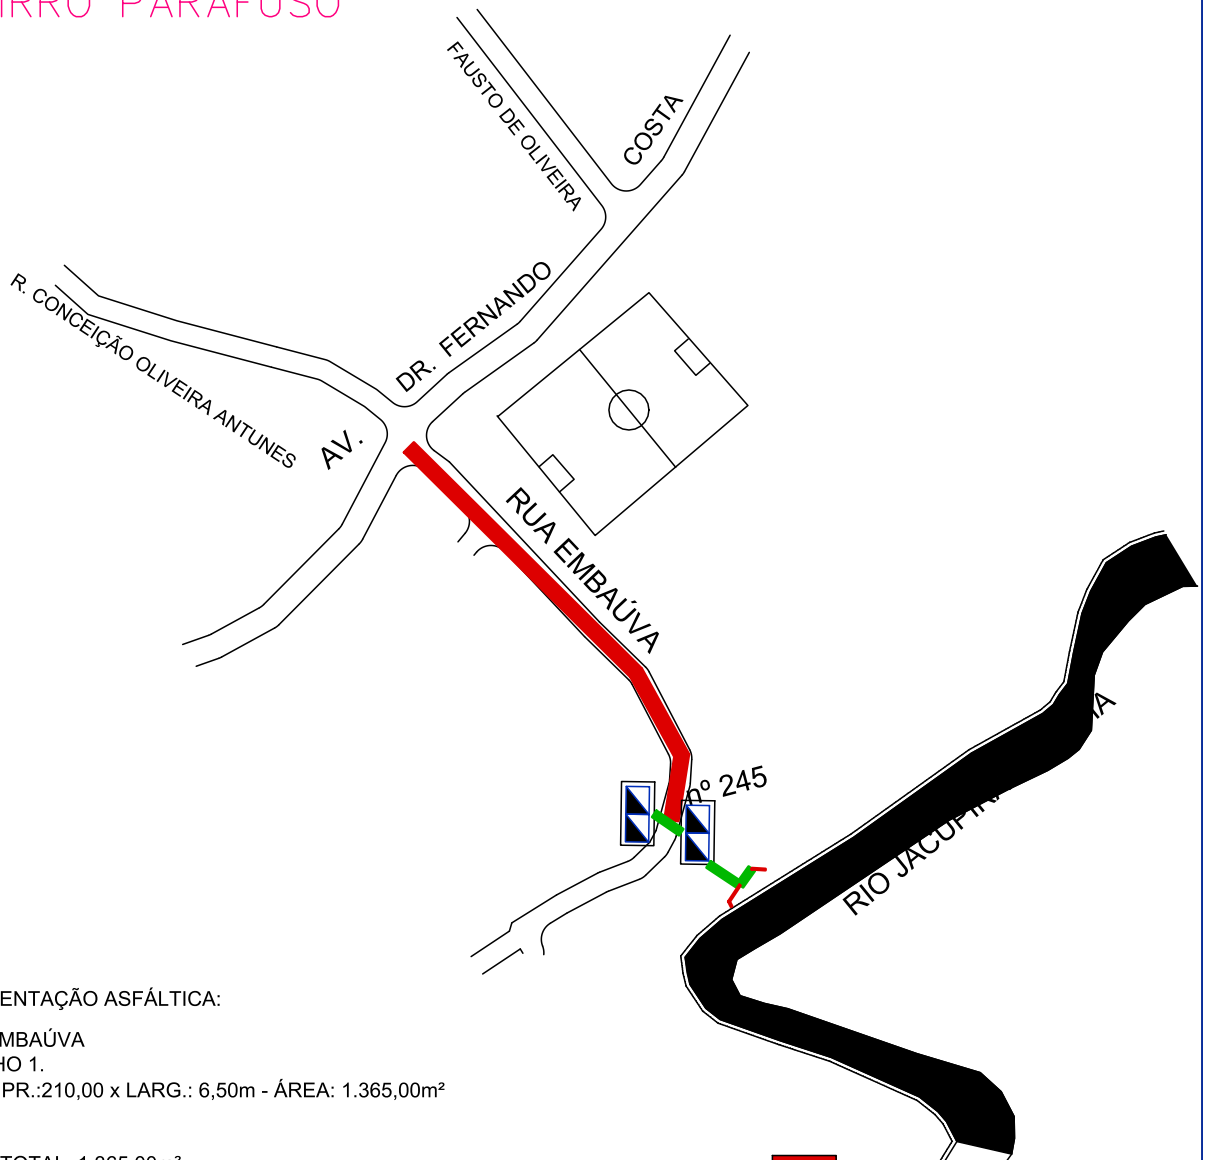 IRRO PARAFUSO
FAUSTO DE OLIVEIRA
COSTA
DR. FERNANDO
R. CONCEIÇÃO OLIVEIRA ANTUNES
AV.
RUA EMBAÚVA
nº 245
RIO JACUPIRA
ENTAÇÃO ASFÁLTICA:
MBAÚVA
HO 1.
PR.:210,00 x LARG.: 6,50m - ÁREA: 1.365,00m²